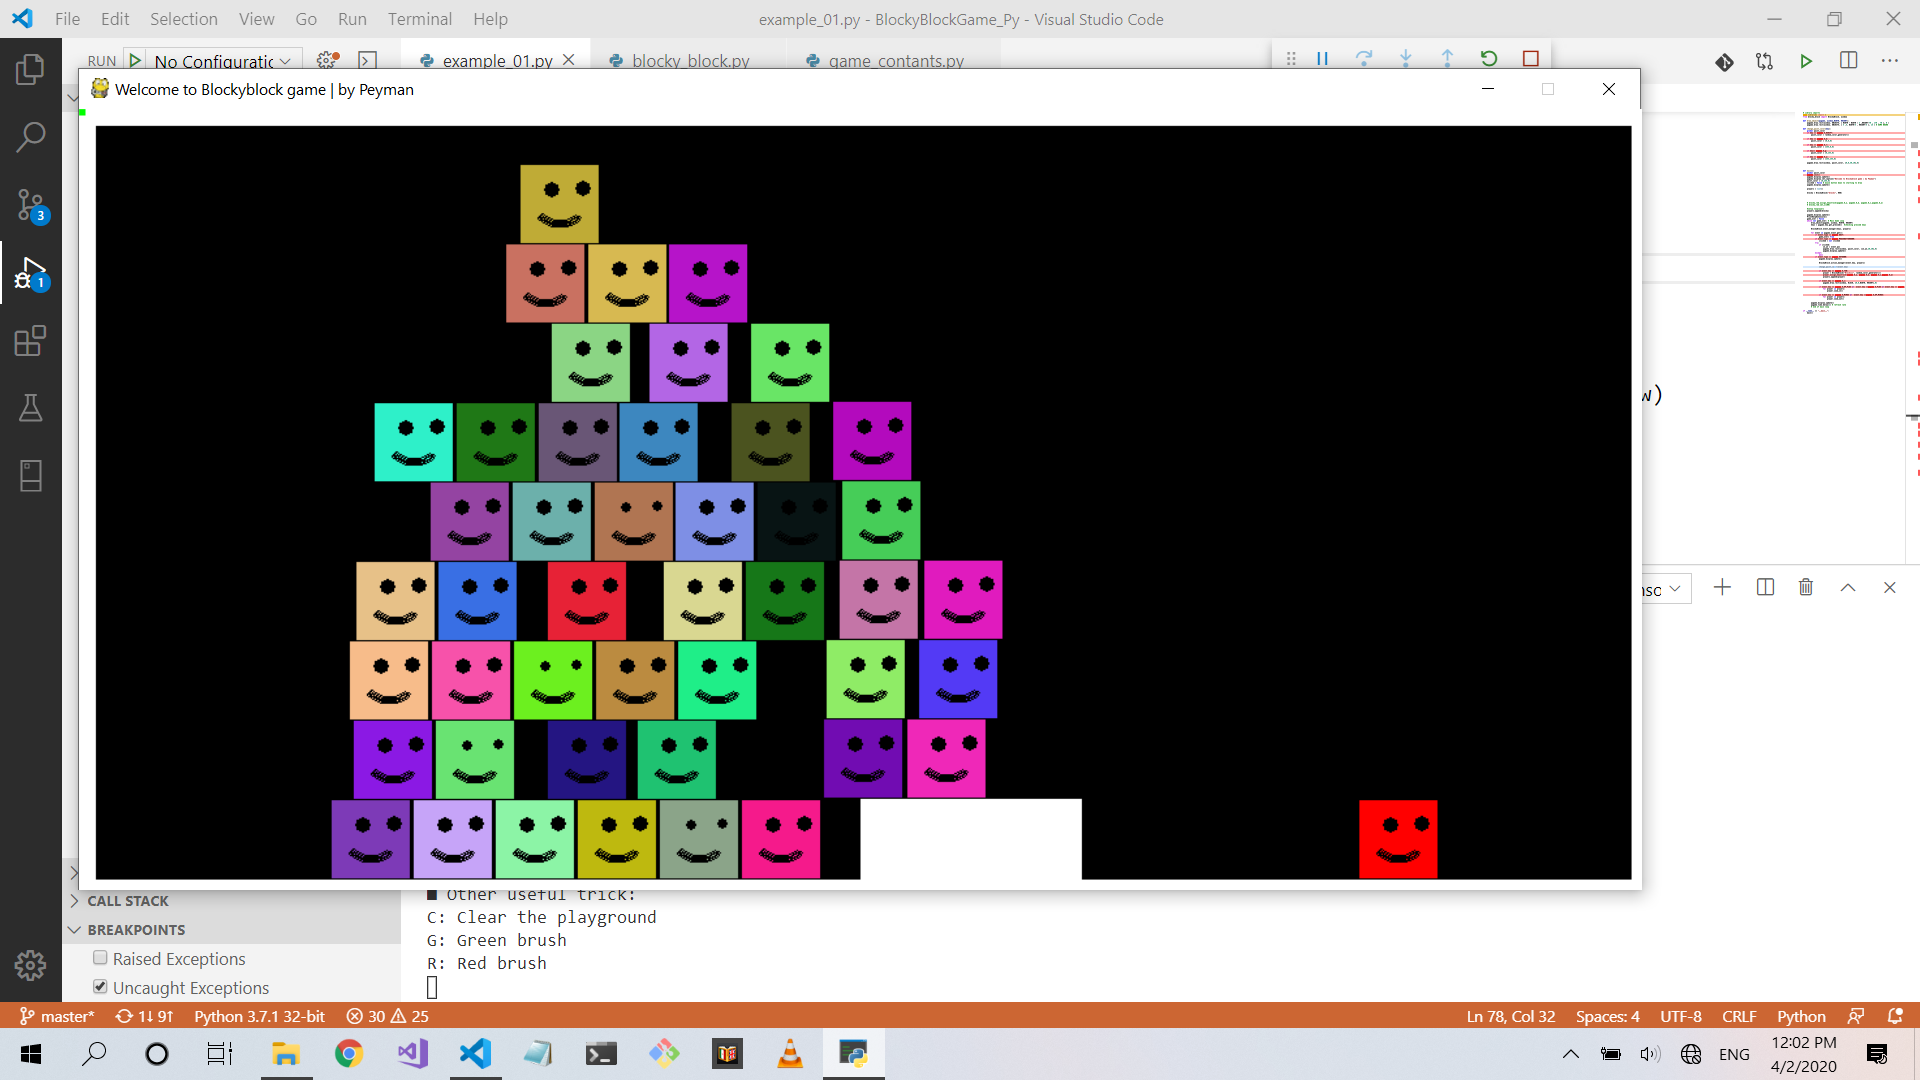 File Edit Selection View Go Run Terminal Help
example_01.py - BlockyBlockGame_Py - Visual Studio Code
RUN No Configuratic
example_01.py
blocky_block.py
game_contants.py
Welcome to Blockyblock game | by Peyman
3
1
w)
nsc
CALL STACK
BREAKPOINTS
Raised Exceptions
Uncaught Exceptions
Other useful trick:
C: Clear the playground
G: Green brush
R: Red brush
master* 1↓ 9↑ Python 3.7.1 32-bit 30 25
Ln 78, Col 32 Spaces: 4 UTF-8 CRLF Python
ENG
12:02 PM
4/2/2020